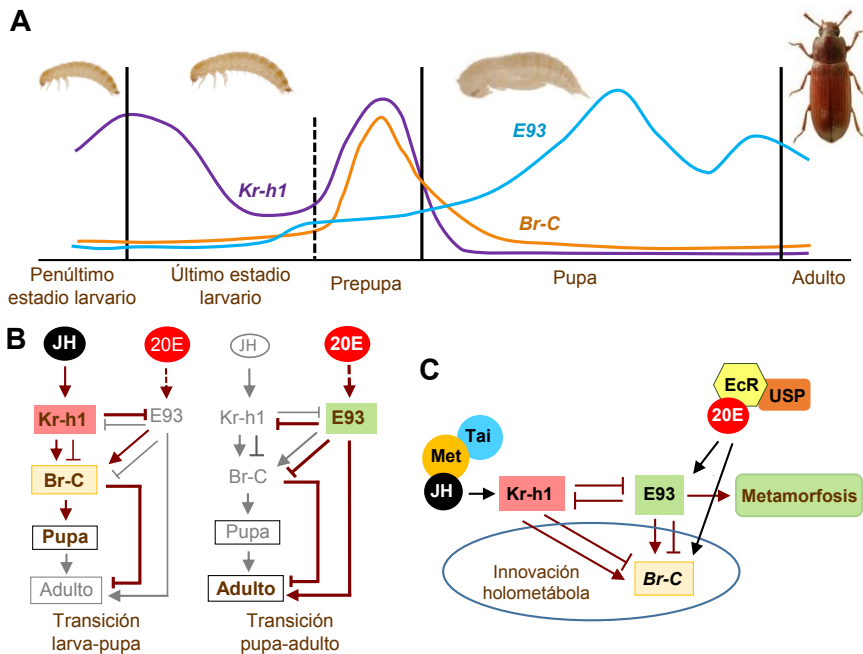 A
Kr-h1
E93
Br-C
Penúltimo
estadio larvario
Último estadio
larvario
Prepupa
Pupa
Adulto
B
JH
20E
Kr-h1
E93
Br-C
Pupa
Adulto
Transición
larva-pupa
JH
20E
Kr-h1
E93
Br-C
Pupa
Adulto
Transición
pupa-adulto
C
EcR
USP
20E
Tai
Met
JH
Kr-h1
E93
Metamorfosis
Innovación
holometábola
Br-C